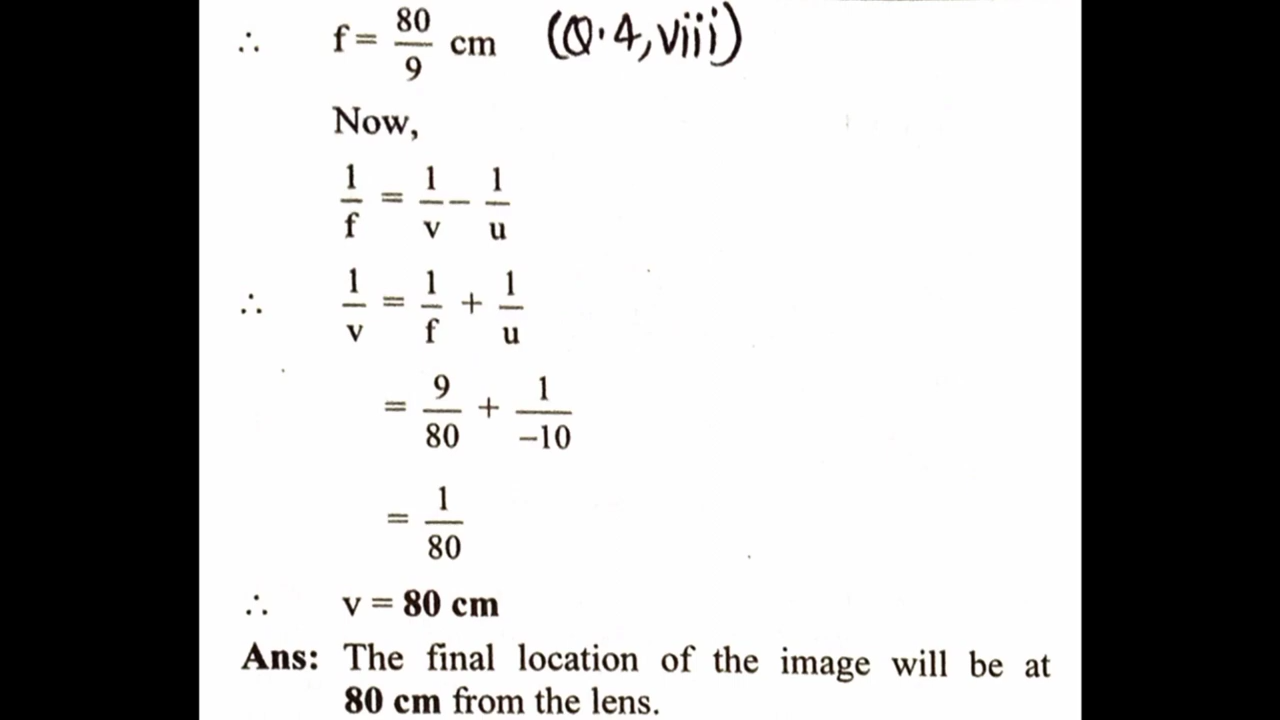 ∴ f = 80/9 cm (Q.4, viii)
Now,
1/f = 1/v − 1/u
∴ 1/v = 1/f + 1/u
= 9/80 + 1/−10
= 1/80
∴ v = 80 cm
Ans: The final location of the image will be at
80 cm from the lens.